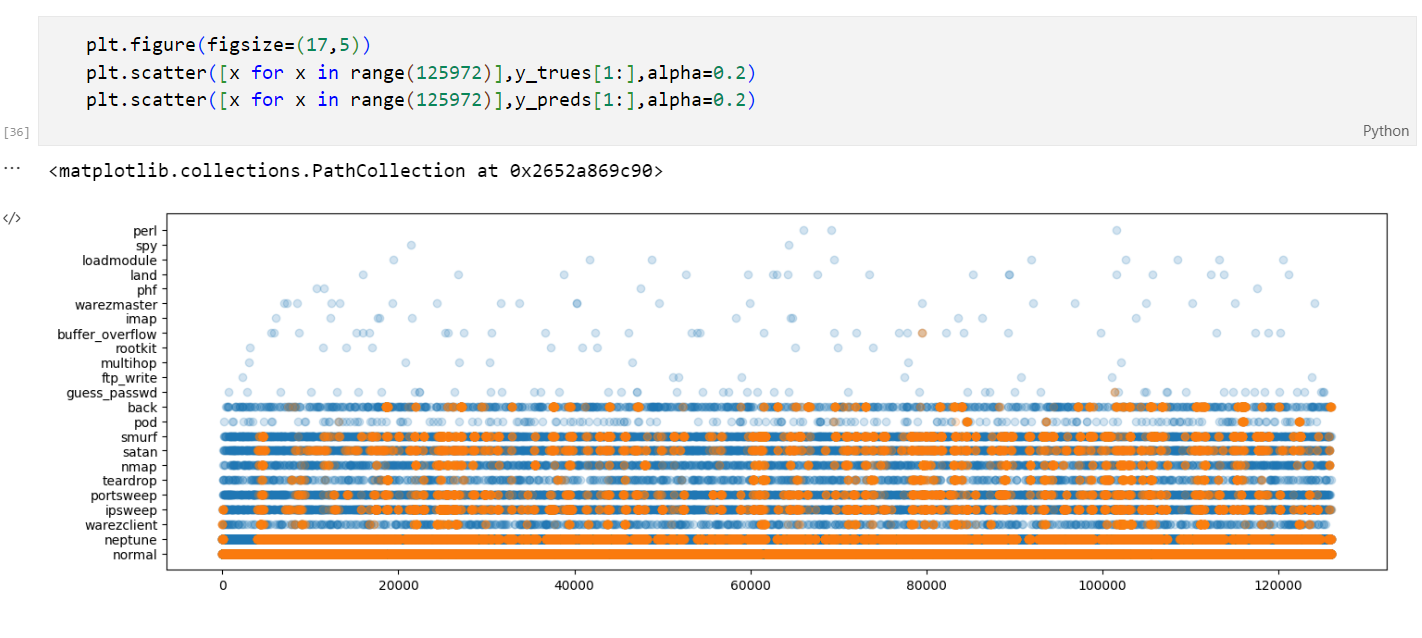 plt.figure(figsize=(17,5))
plt.scatter([x for x in range(125972)],y_trues[1:],alpha=0.2)
plt.scatter([x for x in range(125972)],y_preds[1:],alpha=0.2)
[36]
Python
...
<matplotlib.collections.PathCollection at 0x2652a869c90>
</>
perl
spy
loadmodule
land
phf
warezmaster
imap
buffer_overflow
rootkit
multihop
ftp_write
guess_passwd
back
pod
smurf
satan
nmap
teardrop
portsweep
ipsweep
warezclient
neptune
normal
0 20000 40000 60000 80000 100000 120000